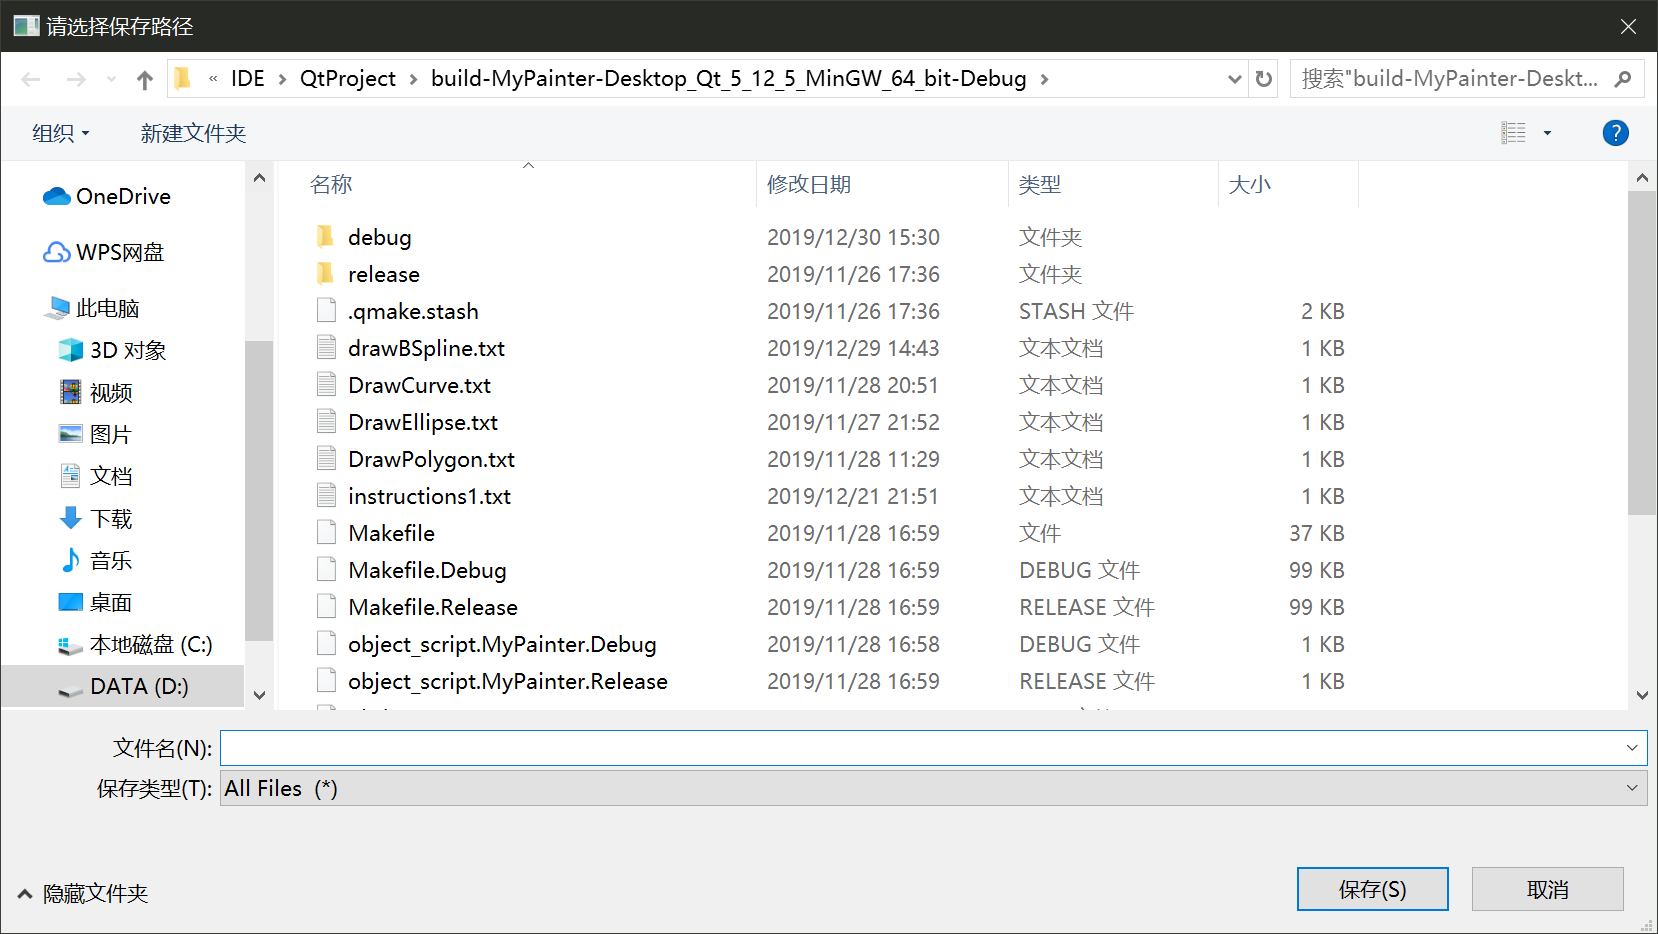 请选择保存路径
« IDE › QtProject › build-MyPainter-Desktop_Qt_5_12_5_MinGW_64_bit-Debug ›
搜索"build-MyPainter-Deskt...
组织 新建文件夹
?
OneDrive
WPS网盘
此电脑
3D 对象
视频
图片
文档
下载
音乐
桌面
本地磁盘 (C:)
DATA (D:)
名称 修改日期 类型 大小
debug 2019/12/30 15:30 文件夹
release 2019/11/26 17:36 文件夹
.qmake.stash 2019/11/26 17:36 STASH 文件 2 KB
drawBSpline.txt 2019/12/29 14:43 文本文档 1 KB
DrawCurve.txt 2019/11/28 20:51 文本文档 1 KB
DrawEllipse.txt 2019/11/27 21:52 文本文档 1 KB
DrawPolygon.txt 2019/11/28 11:29 文本文档 1 KB
instructions1.txt 2019/12/21 21:51 文本文档 1 KB
Makefile 2019/11/28 16:59 文件 37 KB
Makefile.Debug 2019/11/28 16:59 DEBUG 文件 99 KB
Makefile.Release 2019/11/28 16:59 RELEASE 文件 99 KB
object_script.MyPainter.Debug 2019/11/28 16:58 DEBUG 文件 1 KB
object_script.MyPainter.Release 2019/11/28 16:59 RELEASE 文件 1 KB
文件名(N):
保存类型(T): All Files (*)
隐藏文件夹
保存(S) 取消